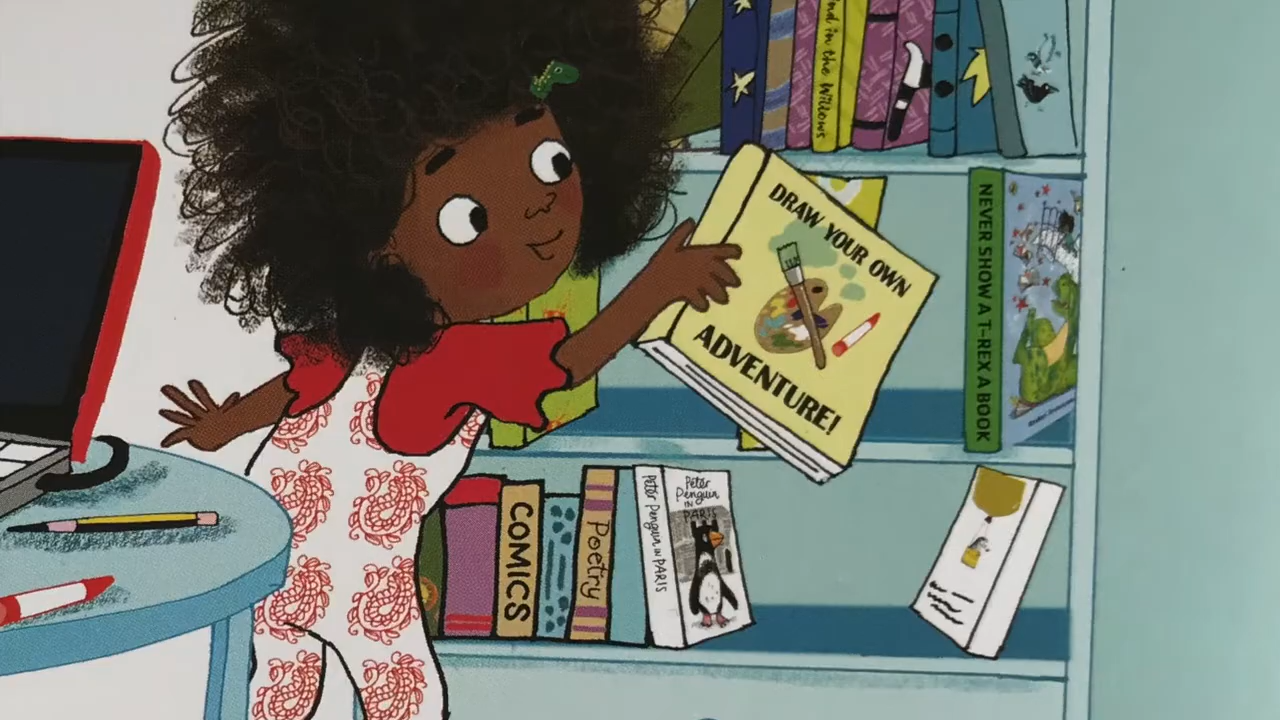 nd in the Willows
DRAW YOUR OWN
ADVENTURE!
NEVER SHOW A T-REX A BOOK
COMICS
Poetry
Peter Penguin in PARIS
Peter
Penguin
IN
PARIS